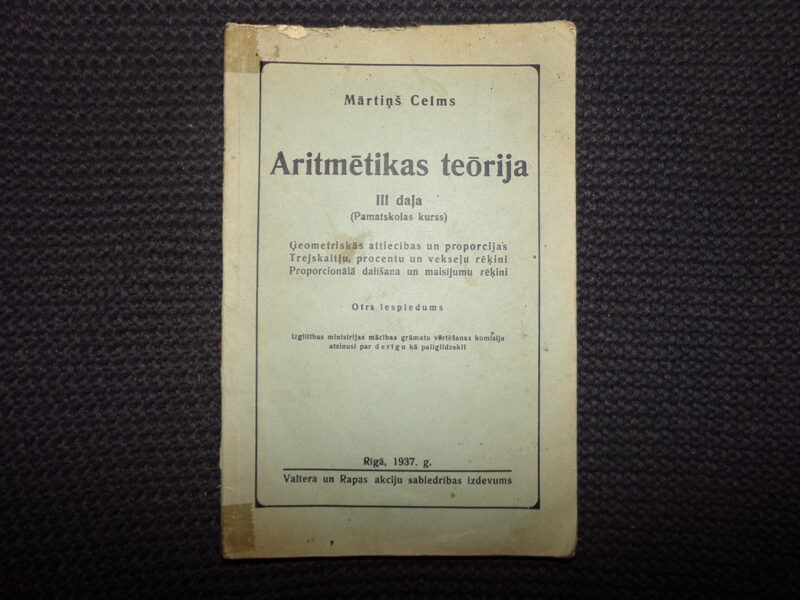 Mārtiņš Celms
Aritmētikas teōrija
III daļa
(Pamatskolas kurss)
Ģeometriskās attiecības un proporcijas
Trejskaitļu, procentu un vekseļu rēķini
Proporcionālā dalīšana un maisījumu rēķini
Otrs iespiedums
Izglītības ministrijas mācības grāmatu vērtēšanas komisija
atzinusi par derīgu kā palīglīdzekli
Rīgā, 1937. g.
Valtera un Rapas akciju sabiedrības izdevums